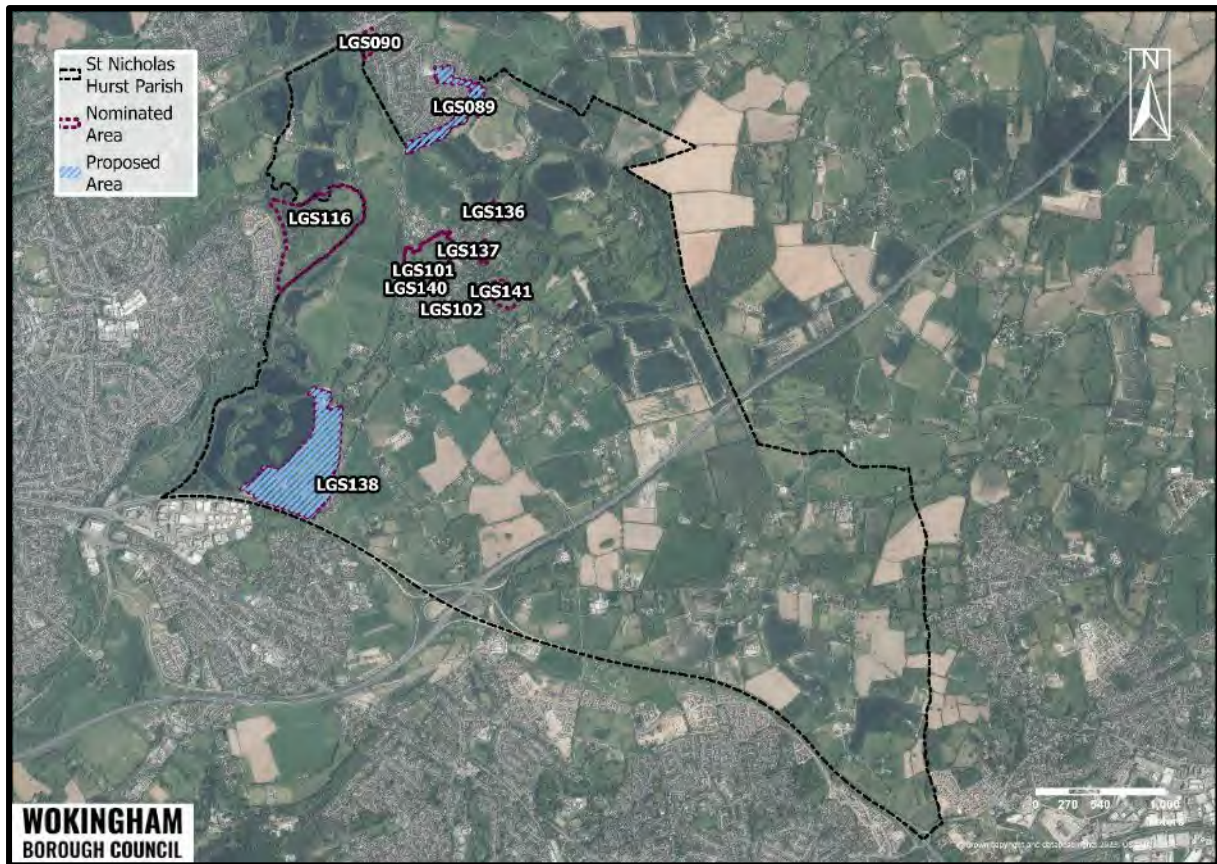 St Nicholas
Hurst Parish
Nominated
Area
Proposed
Area
N
LGS090
LGS089
LGS116
LGS136
LGS137
LGS101
LGS140
LGS141
LGS102
LGS138
0 270 540 1,080
WOKINGHAM
BOROUGH COUNCIL